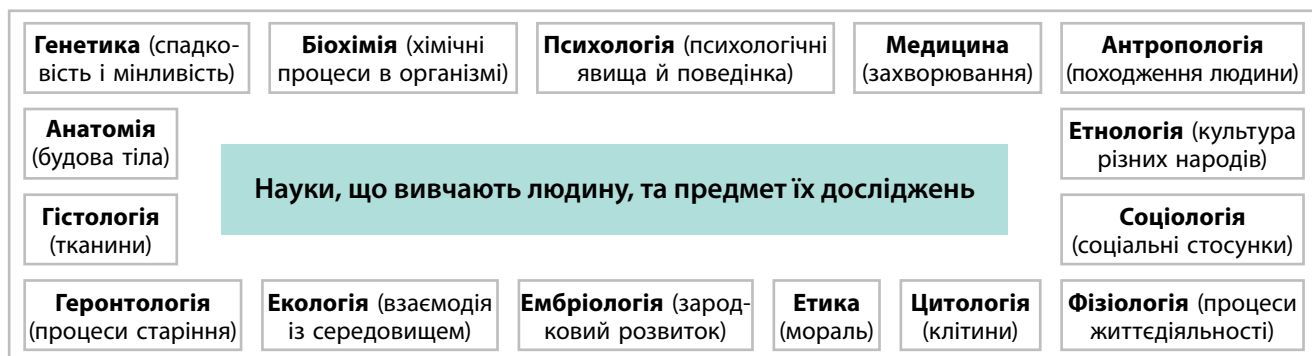 Генетика (спадко-
вість і мінливість)
Біохімія (хімічні
процеси в організмі)
Психологія (психологічні
явища й поведінка)
Медицина
(захворювання)
Антропологія
(походження людини)
Анатомія
(будова тіла)
Етнологія (культура
різних народів)
Науки, що вивчають людину, та предмет їх досліджень
Гістологія
(тканини)
Соціологія
(соціальні стосунки)
Геронтологія
(процеси старіння)
Екологія (взаємодія
із середовищем)
Ембріологія (зарод-
ковий розвиток)
Етика
(мораль)
Цитологія
(клітини)
Фізіологія (процеси
життєдіяльності)